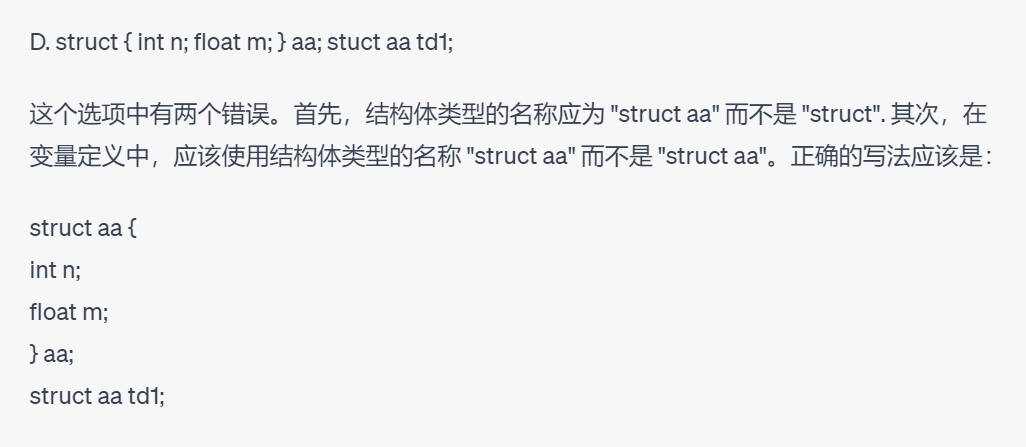 D. struct { int n; float m; } aa; stuct aa td1;
这个选项中有两个错误。首先，结构体类型的名称应为 "struct aa" 而不是 "struct". 其次，在
变量定义中，应该使用结构体类型的名称 "struct aa" 而不是 "struct aa"。正确的写法应该是：
struct aa {
int n;
float m;
} aa;
struct aa td1;